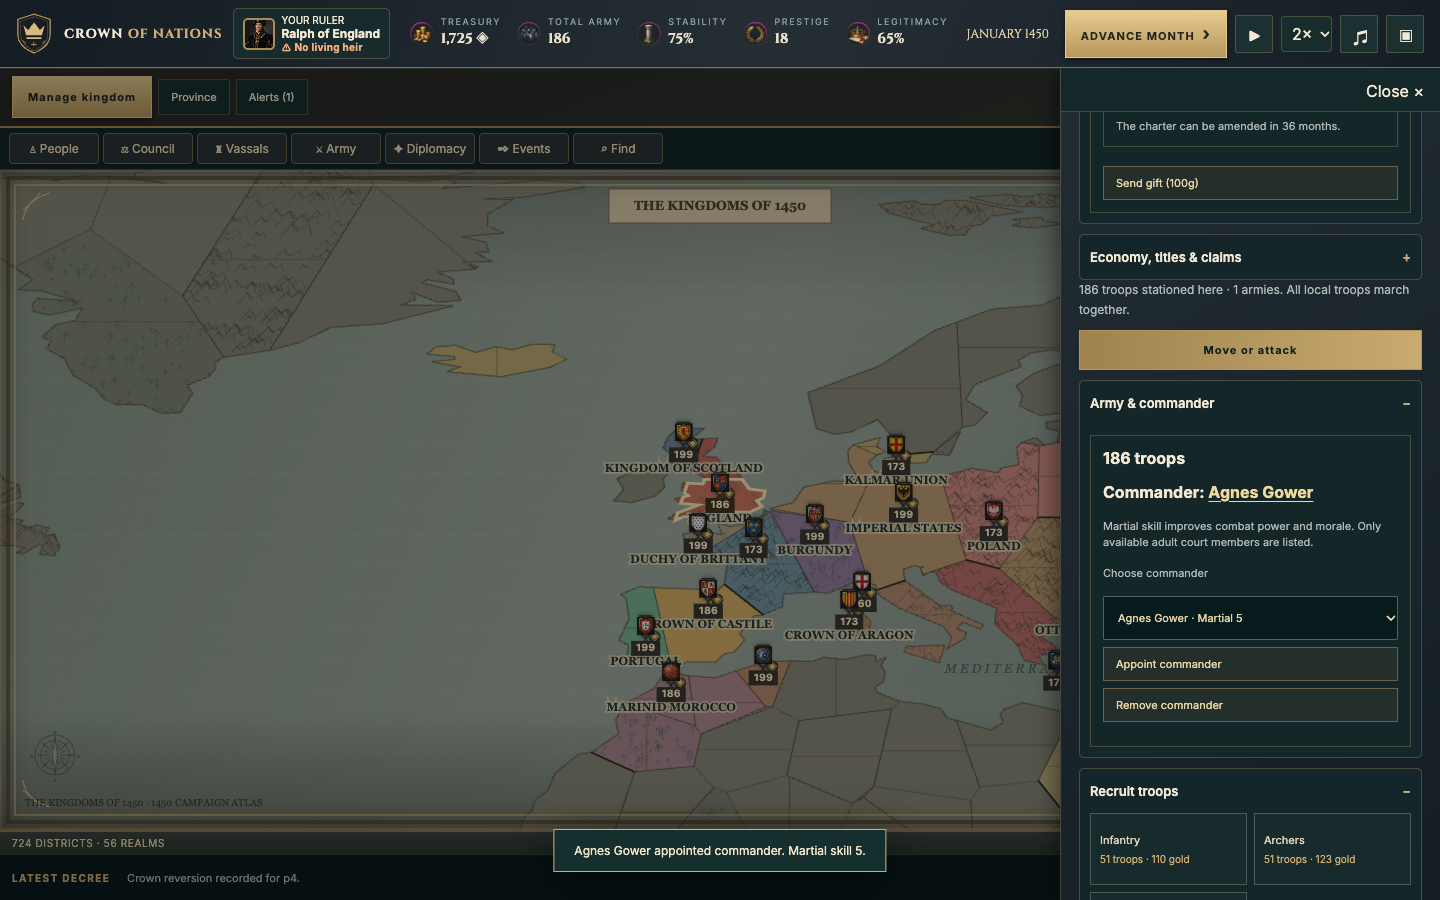 CROWN OF NATIONS
YOUR RULER
Ralph of England
⚠ No living heir
TREASURY
1,725 ◈
TOTAL ARMY
186
STABILITY
75%
PRESTIGE
18
LEGITIMACY
65%
JANUARY 1450
ADVANCE MONTH ›
2×
Manage kingdom
Province
Alerts (1)
Close ×
People
Council
Vassals
Army
Diplomacy
Events
Find
THE KINGDOMS OF 1450
199
KINGDOM OF SCOTLAND
186
199
173
DUCHY OF BRITTANY
199
BURGUNDY
173
KALMAR UNION
199
IMPERIAL STATES
173
POLAND
186
CROWN OF CASTILE
60
173
CROWN OF ARAGON
199
PORTUGAL
199
186
MARINID MOROCCO
OTT
MEDITERRA
17
THE KINGDOMS OF 1450 · 1450 CAMPAIGN ATLAS
724 DISTRICTS · 56 REALMS
LATEST DECREE Crown reversion recorded for p4.
Agnes Gower appointed commander. Martial skill 5.
The charter can be amended in 36 months.
Send gift (100g)
Economy, titles & claims +
186 troops stationed here · 1 armies. All local troops march
together.
Move or attack
Army & commander −
186 troops
Commander: Agnes Gower
Martial skill improves combat power and morale. Only
available adult court members are listed.
Choose commander
Agnes Gower · Martial 5
Appoint commander
Remove commander
Recruit troops −
Infantry
51 troops · 110 gold
Archers
51 troops · 123 gold